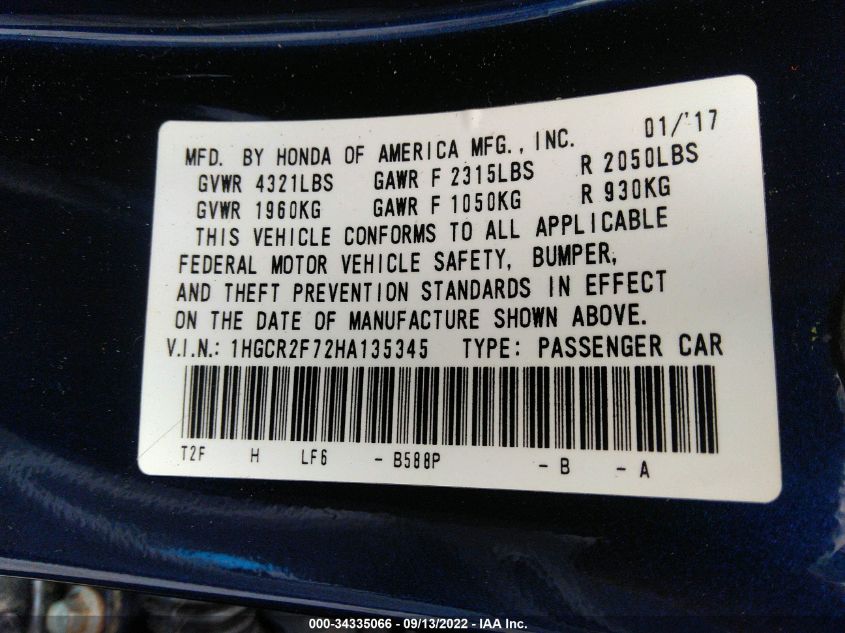 MFD. BY HONDA OF AMERICA MFG., INC. 01/'17
GVWR 4321LBS GAWR F 2315LBS R 2050LBS
GVWR 1960KG GAWR F 1050KG R 930KG
THIS VEHICLE CONFORMS TO ALL APPLICABLE
FEDERAL MOTOR VEHICLE SAFETY, BUMPER,
AND THEFT PREVENTION STANDARDS IN EFFECT
ON THE DATE OF MANUFACTURE SHOWN ABOVE.
V.I.N.: 1HGCR2F72HA135345 TYPE: PASSENGER CAR
T2F H LF6 - B588P - B - A
000-34335066 - 09/13/2022 - IAA Inc.